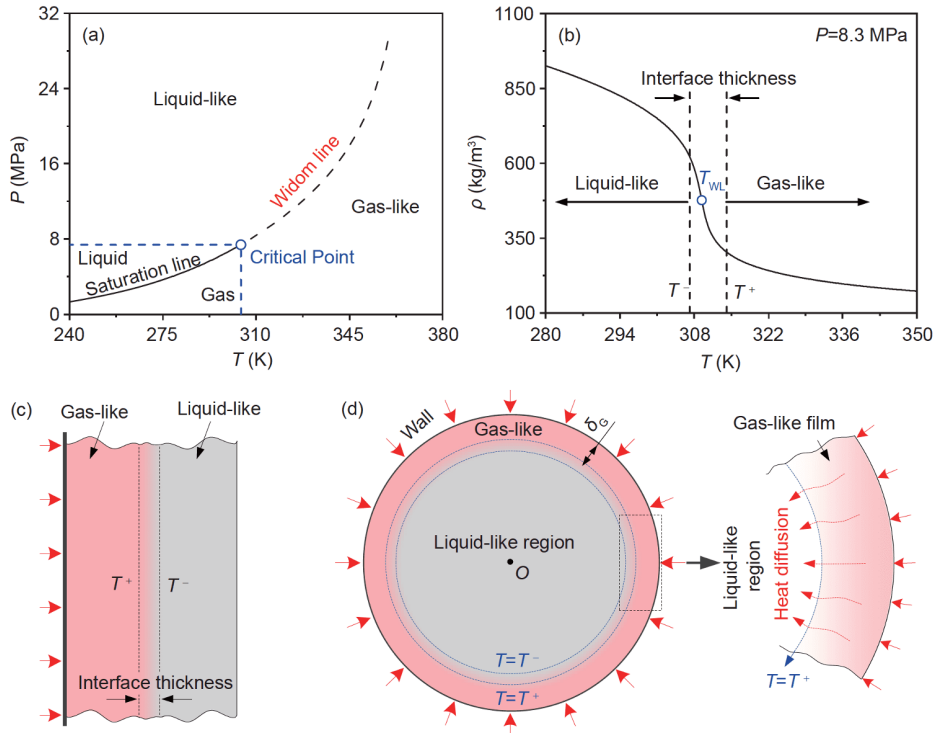 (a)
32
24
16
8
0
P (MPa)
240
275
310
345
380
T (K)
Liquid-like
Widom line
Gas-like
Critical Point
Liquid
Saturation line
Gas
(b)
P=8.3 MPa
1100
850
600
350
100
ρ (kg/m³)
280
294
308
322
336
350
T (K)
Interface thickness
T_WL
Liquid-like
Gas-like
T⁻
T⁺
(c)
Gas-like
Liquid-like
T⁺
T⁻
Interface thickness
(d)
Wall
Gas-like
δ_G
Liquid-like region
O
T=T⁻
T=T⁺
Gas-like film
Liquid-like
region
Heat diffusion
T=T⁺